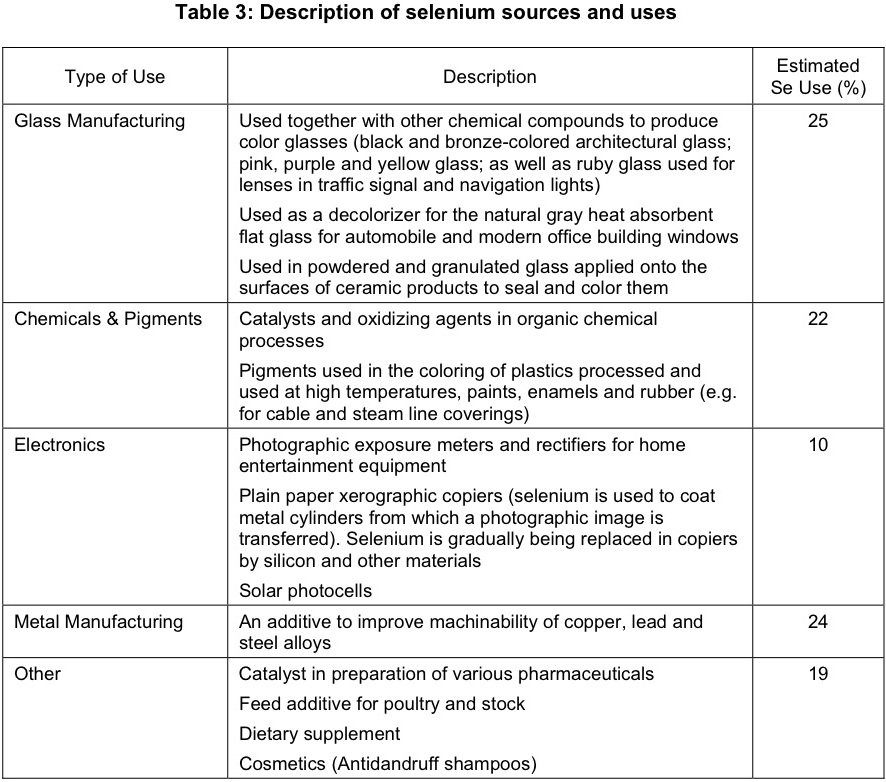 Table 3: Description of selenium sources and uses
Type of Use
Description
Estimated
Se Use (%)
Glass Manufacturing
Used together with other chemical compounds to produce
color glasses (black and bronze-colored architectural glass;
pink, purple and yellow glass; as well as ruby glass used for
lenses in traffic signal and navigation lights)
Used as a decolorizer for the natural gray heat absorbent
flat glass for automobile and modern office building windows
Used in powdered and granulated glass applied onto the
surfaces of ceramic products to seal and color them
25
Chemicals & Pigments
Catalysts and oxidizing agents in organic chemical
processes
Pigments used in the coloring of plastics processed and
used at high temperatures, paints, enamels and rubber (e.g.
for cable and steam line coverings)
22
Electronics
Photographic exposure meters and rectifiers for home
entertainment equipment
Plain paper xerographic copiers (selenium is used to coat
metal cylinders from which a photographic image is
transferred). Selenium is gradually being replaced in copiers
by silicon and other materials
Solar photocells
10
Metal Manufacturing
An additive to improve machinability of copper, lead and
steel alloys
24
Other
Catalyst in preparation of various pharmaceuticals
Feed additive for poultry and stock
Dietary supplement
Cosmetics (Antidandruff shampoos)
19